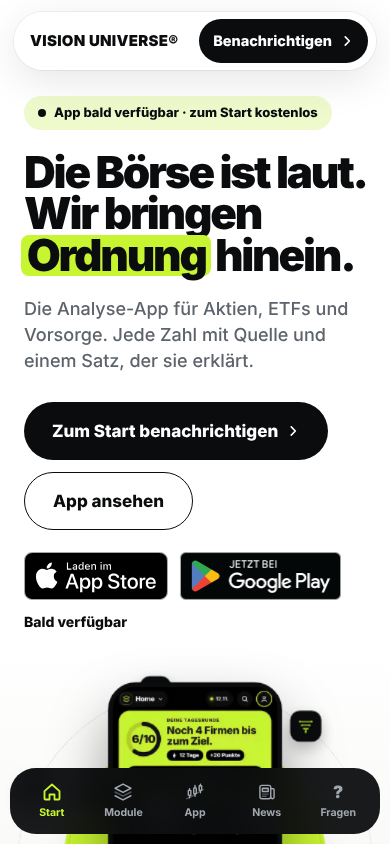 VISION UNIVERSE®
Benachrichtigen
App bald verfügbar · zum Start kostenlos
Die Börse ist laut.
Wir bringen
Ordnung hinein.
Die Analyse-App für Aktien, ETFs und
Vorsorge. Jede Zahl mit Quelle und
einem Satz, der sie erklärt.
Zum Start benachrichtigen
App ansehen
Laden im
App Store
JETZT BEI
Google Play
Bald verfügbar
Home
12.11.
DEINE TAGESRUNDE
6/10
Noch 4 Firmen bis
zum Ziel.
12 Tage
+20 Punkte
Start
Module
App
News
Fragen